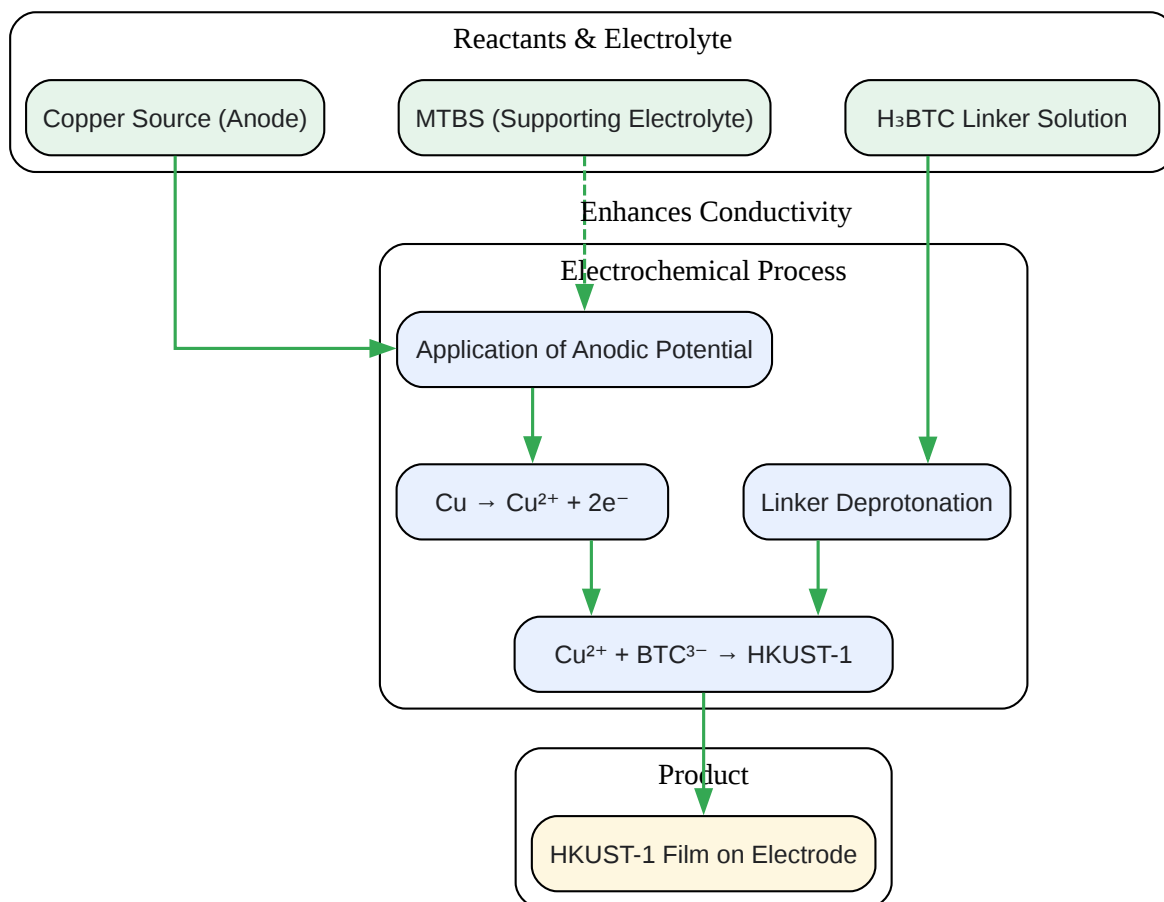 Reactants & Electrolyte
Copper Source (Anode)
MTBS (Supporting Electrolyte)
H₃BTC Linker Solution
Enhances Conductivity
Electrochemical Process
Application of Anodic Potential
Cu → Cu²⁺ + 2e⁻
Linker Deprotonation
Cu²⁺ + BTC³⁻ → HKUST-1
Product
HKUST-1 Film on Electrode